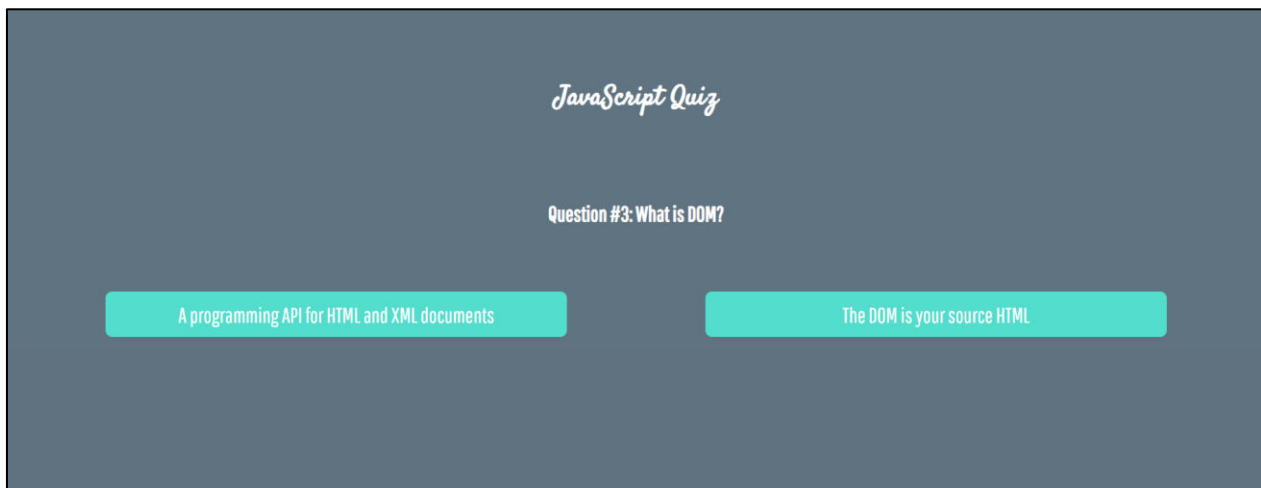 JavaScript Quiz
Question #3: What is DOM?
A programming API for HTML and XML documents
The DOM is your source HTML